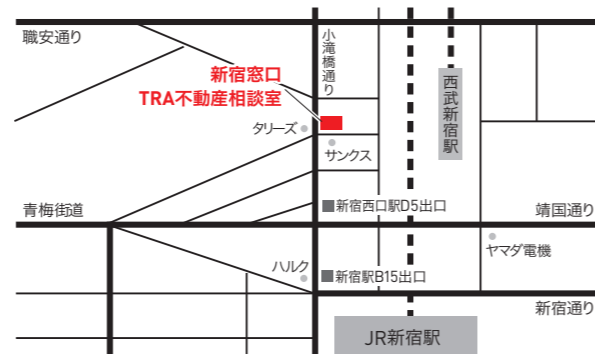 職安通り
小滝橋通り
新宿窓口
TRA不動産相談室
西武新宿駅
タリーズ
サンクス
青梅街道
■新宿西口駅D5出口
靖国通り
ハルク
■新宿駅B15出口
ヤマダ電機
新宿通り
JR新宿駅